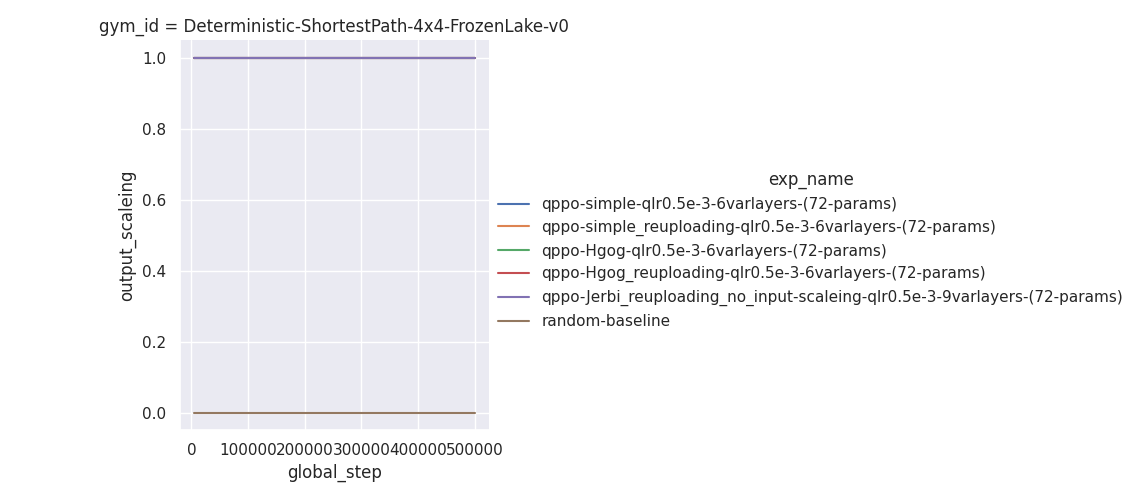 gym_id = Deterministic-ShortestPath-4x4-FrozenLake-v0
1.0
0.8
0.6
0.4
0.2
0.0
output_scaleing
0 100000 200000 300000 400000 500000
global_step
exp_name
qppo-simple-qlr0.5e-3-6varlayers-(72-params)
qppo-simple_reuploading-qlr0.5e-3-6varlayers-(72-params)
qppo-Hgog-qlr0.5e-3-6varlayers-(72-params)
qppo-Hgog_reuploading-qlr0.5e-3-6varlayers-(72-params)
qppo-Jerbi_reuploading_no_input-scaleing-qlr0.5e-3-9varlayers-(72-params)
random-baseline